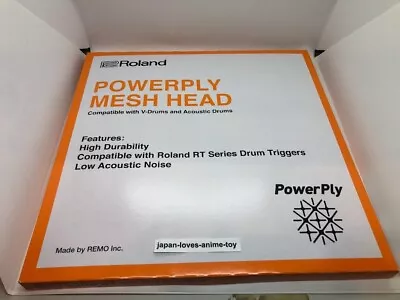 Roland
POWERPLY
MESH HEAD
Compatible with V-Drums and Acoustic Drums
Features:
High Durability
Compatible with Roland RT Series Drum Triggers
Low Acoustic Noise
PowerPly
Made by REMO Inc.
japan-loves-anime-toy